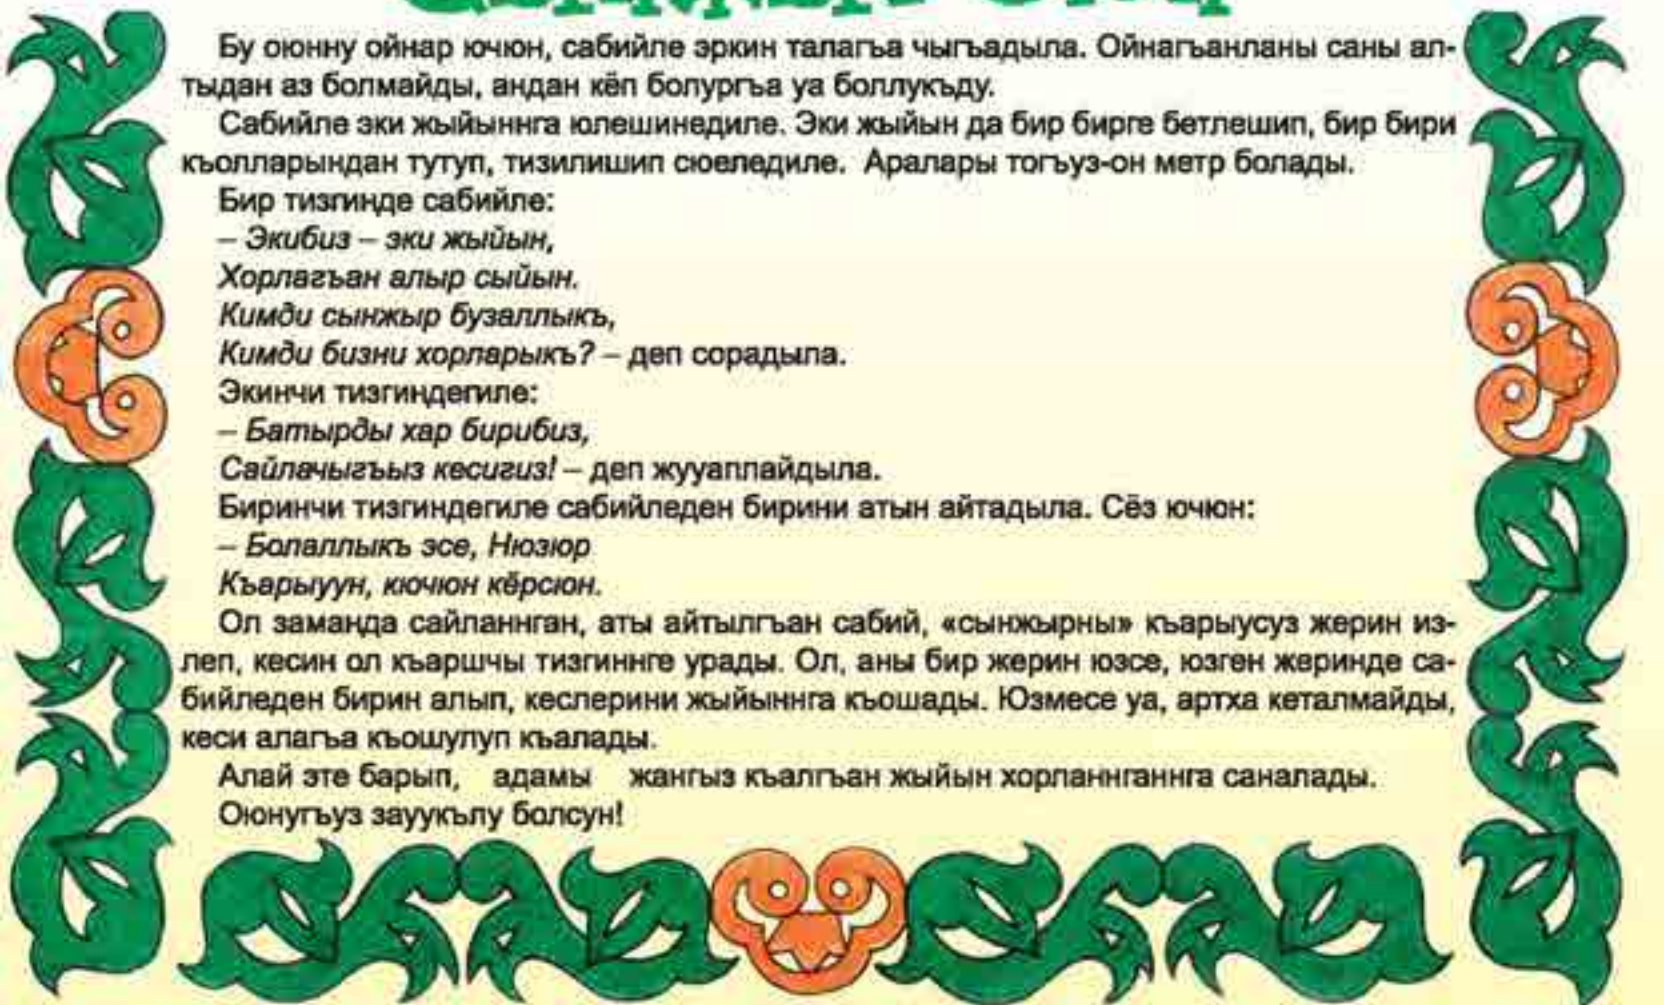 Бу оюнну ойнар ючюн, сабийле эркин талагъа чыгъадыла. Ойнагъанланы саны ал-
тыдан аз болмайды, андан кёп болургъа уа боллукъду.
Сабийле эки жыйыннга юлешинедиле. Эки жыйын да бир бирге бетлешип, бир бири
къолларындан тутуп, тизилишип сюеледиле. Аралары тогъуз-он метр болады.
Бир тизгинде сабийле:
– Экибиз – эки жыйын,
Хорлагъан алыр сыйын.
Кимди сынжыр бузаллыкъ,
Кимди бизни хорларыкъ? – деп сорадыла.
Экинчи тизгиндегиле:
– Батырды хар бирибиз,
Сайлачыгъыз кесигиз! – деп жууаплайдыла.
Биринчи тизгиндегиле сабийледен бирини атын айтадыла. Сёз ючюн:
– Болаллыкъ эсе, Нюзюр
Къарыуун, кючюн кёрсюн.
Ол заманда сайланнган, аты айтылгъан сабий, «сынжырны» къарыусуз жерин из-
леп, кесин ол къаршчы тизгиннге урады. Ол, аны бир жерин юзсе, юзген жеринде са-
бийледен бирин алып, кеслерини жыйыннга къошады. Юзмесе уа, артха кеталмайды,
кеси алагъа къошулуп къалады.
Алай эте барып, адамы жангыз къалгъан жыйын хорланнганнга саналады.
Оюнугъуз зауукълу болсун!